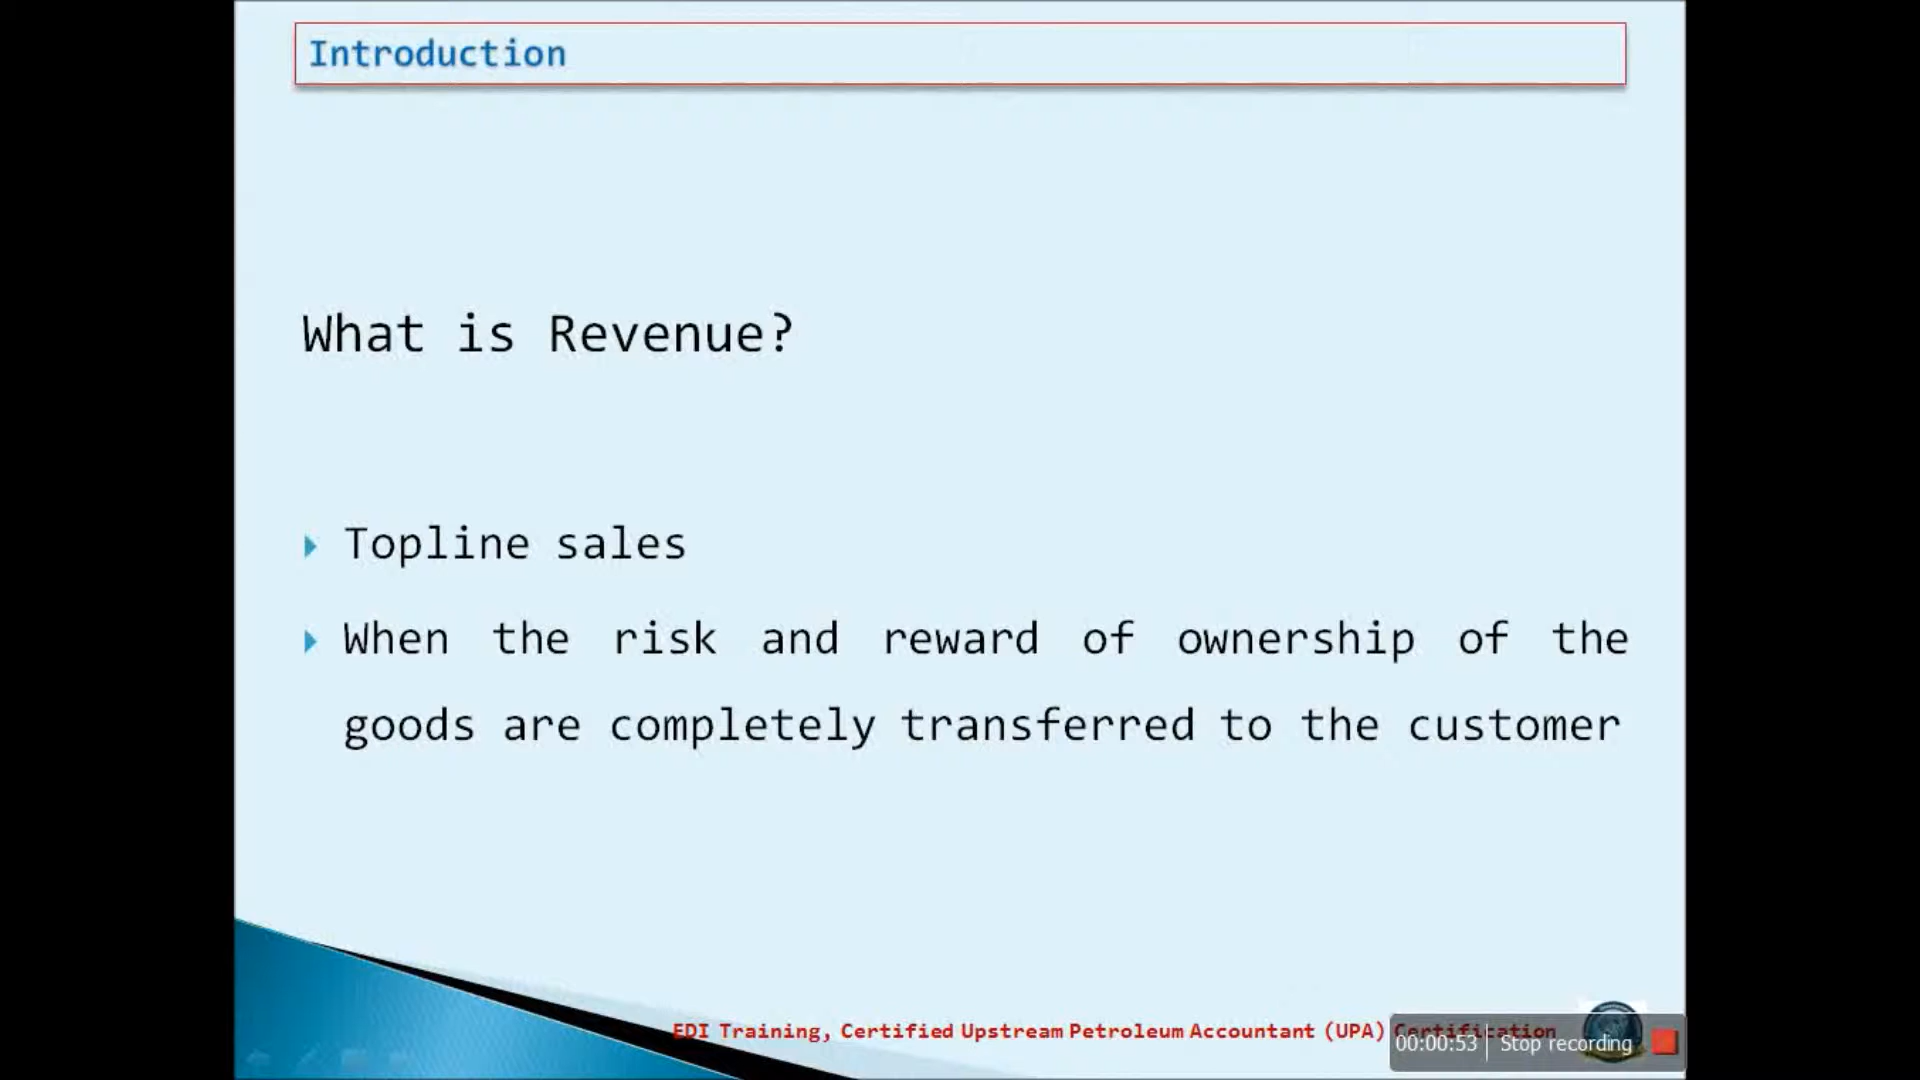 Introduction
What is Revenue?
Topline sales
When the risk and reward of ownership of the
goods are completely transferred to the customer
EDI Training, Certified Upstream Petroleum Accountant (UPA) Certification
00:00:53 Stop recording